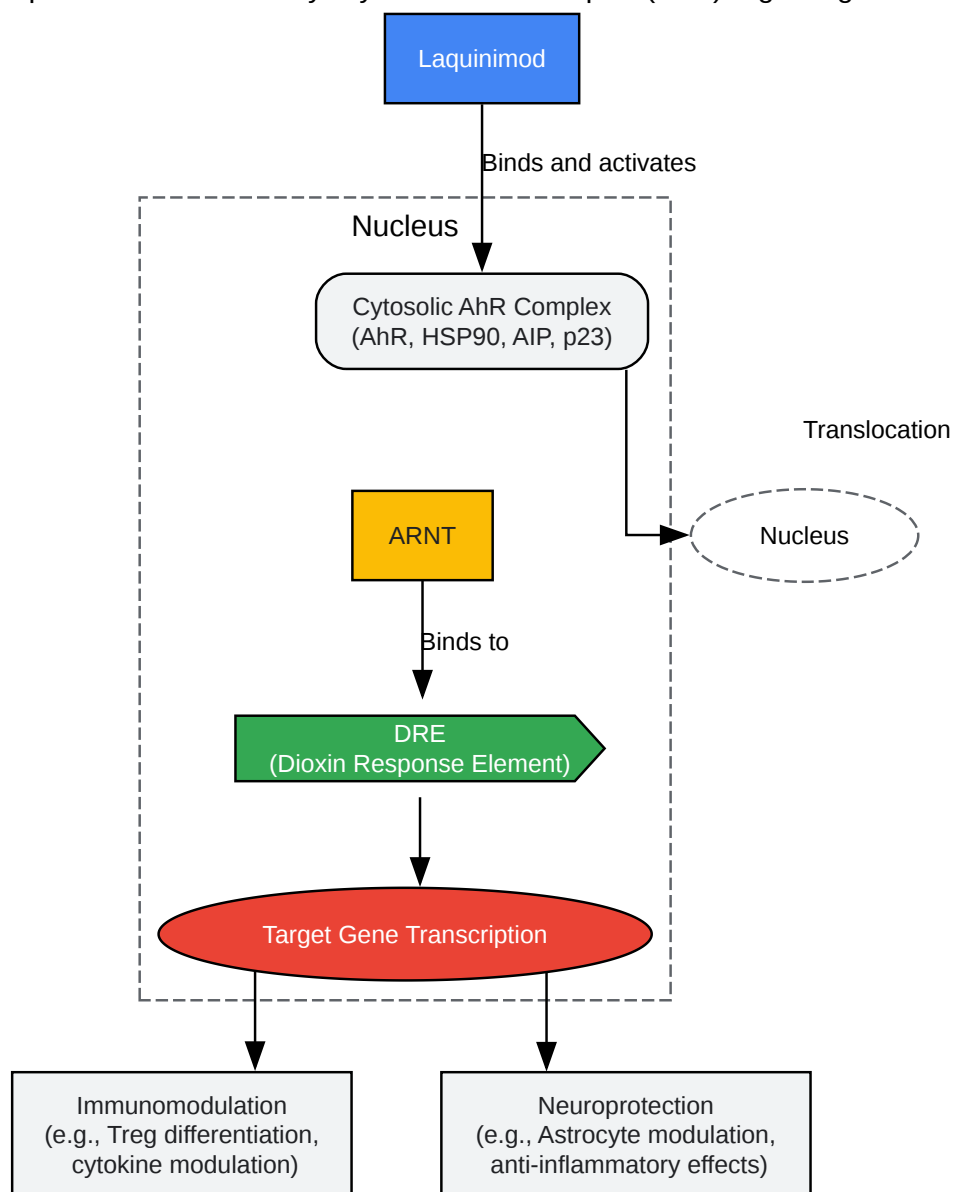 Laquinimod
Binds and activates
Nucleus
Cytosolic AhR Complex
(AhR, HSP90, AIP, p23)
Translocation
ARNT
Nucleus
Binds to
DRE
(Dioxin Response Element)
Target Gene Transcription
Immunomodulation
(e.g., Treg differentiation,
cytokine modulation)
Neuroprotection
(e.g., Astrocyte modulation,
anti-inflammatory effects)